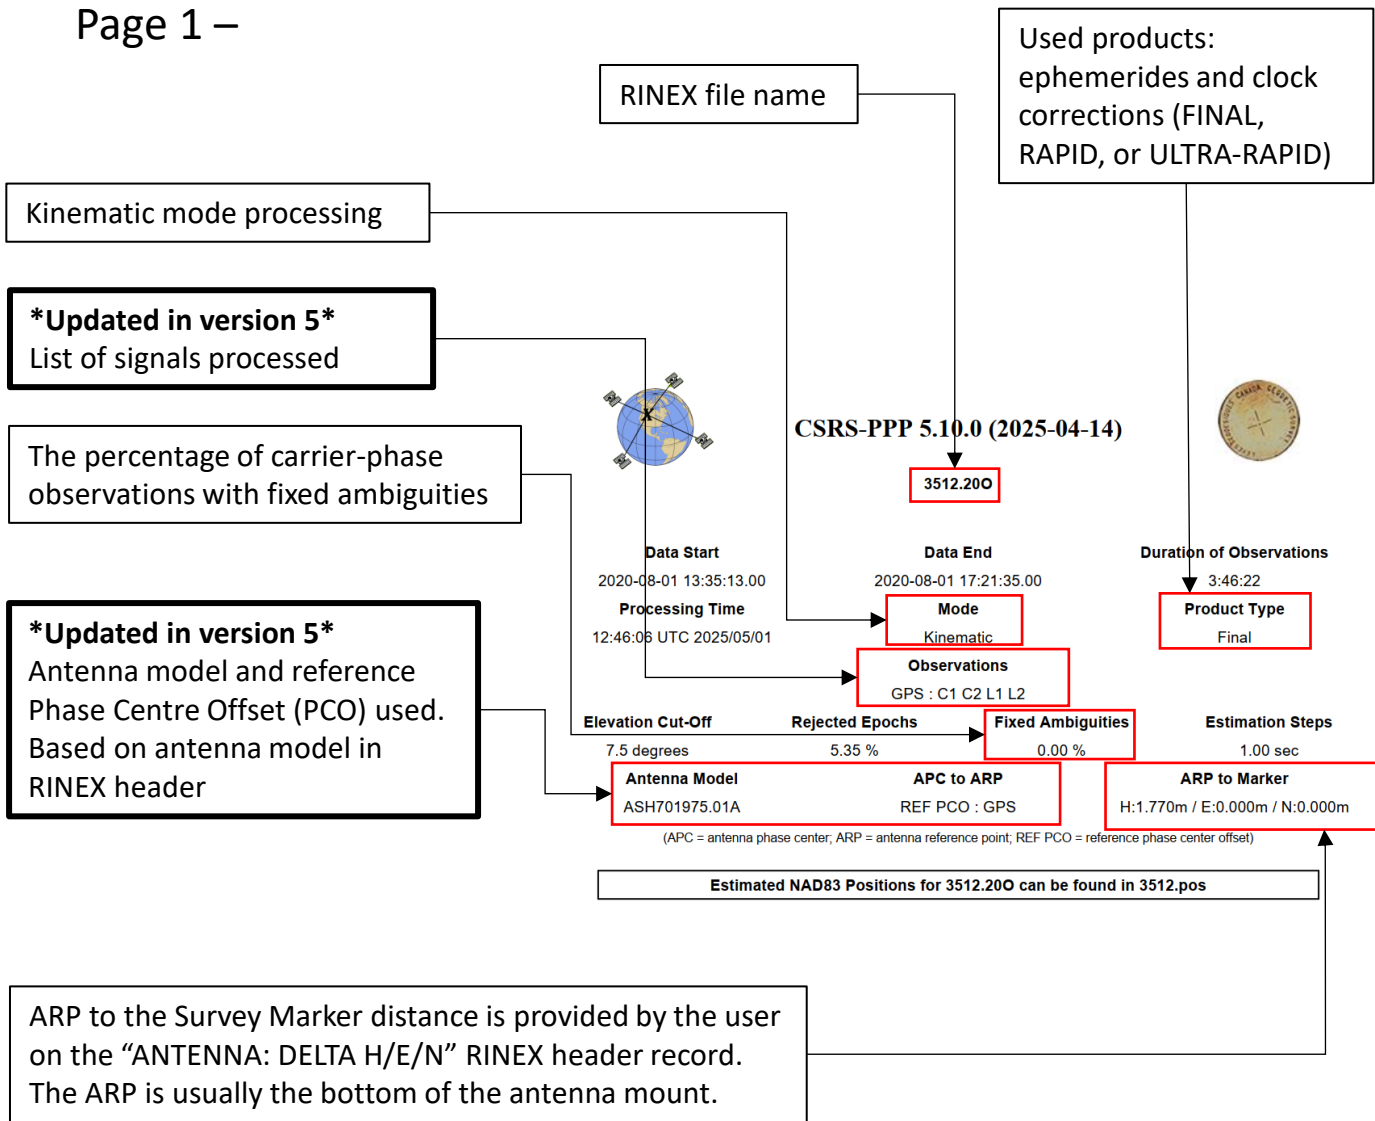 Page 1 –
RINEX file name
Used products:
ephemerides and clock
corrections (FINAL,
RAPID, or ULTRA-RAPID)
Kinematic mode processing
*Updated in version 5*
List of signals processed
The percentage of carrier-phase
observations with fixed ambiguities
*Updated in version 5*
Antenna model and reference
Phase Centre Offset (PCO) used.
Based on antenna model in
RINEX header
X
CSRS-PPP 5.10.0 (2025-04-14)
CANADA
3512.20O
Data Start Data End Duration of Observations
2020-08-01 13:35:13.00 2020-08-01 17:21:35.00 3:46:22
Processing Time Mode Product Type
12:46:06 UTC 2025/05/01 Kinematic Final
Observations
GPS : C1 C2 L1 L2
Elevation Cut-Off Rejected Epochs Fixed Ambiguities Estimation Steps
7.5 degrees 5.35 % 0.00 % 1.00 sec
Antenna Model APC to ARP ARP to Marker
ASH701975.01A REF PCO : GPS H:1.770m / E:0.000m / N:0.000m
(APC = antenna phase center; ARP = antenna reference point; REF PCO = reference phase center offset)
Estimated NAD83 Positions for 3512.20O can be found in 3512.pos
ARP to the Survey Marker distance is provided by the user
on the “ANTENNA: DELTA H/E/N” RINEX header record.
The ARP is usually the bottom of the antenna mount.